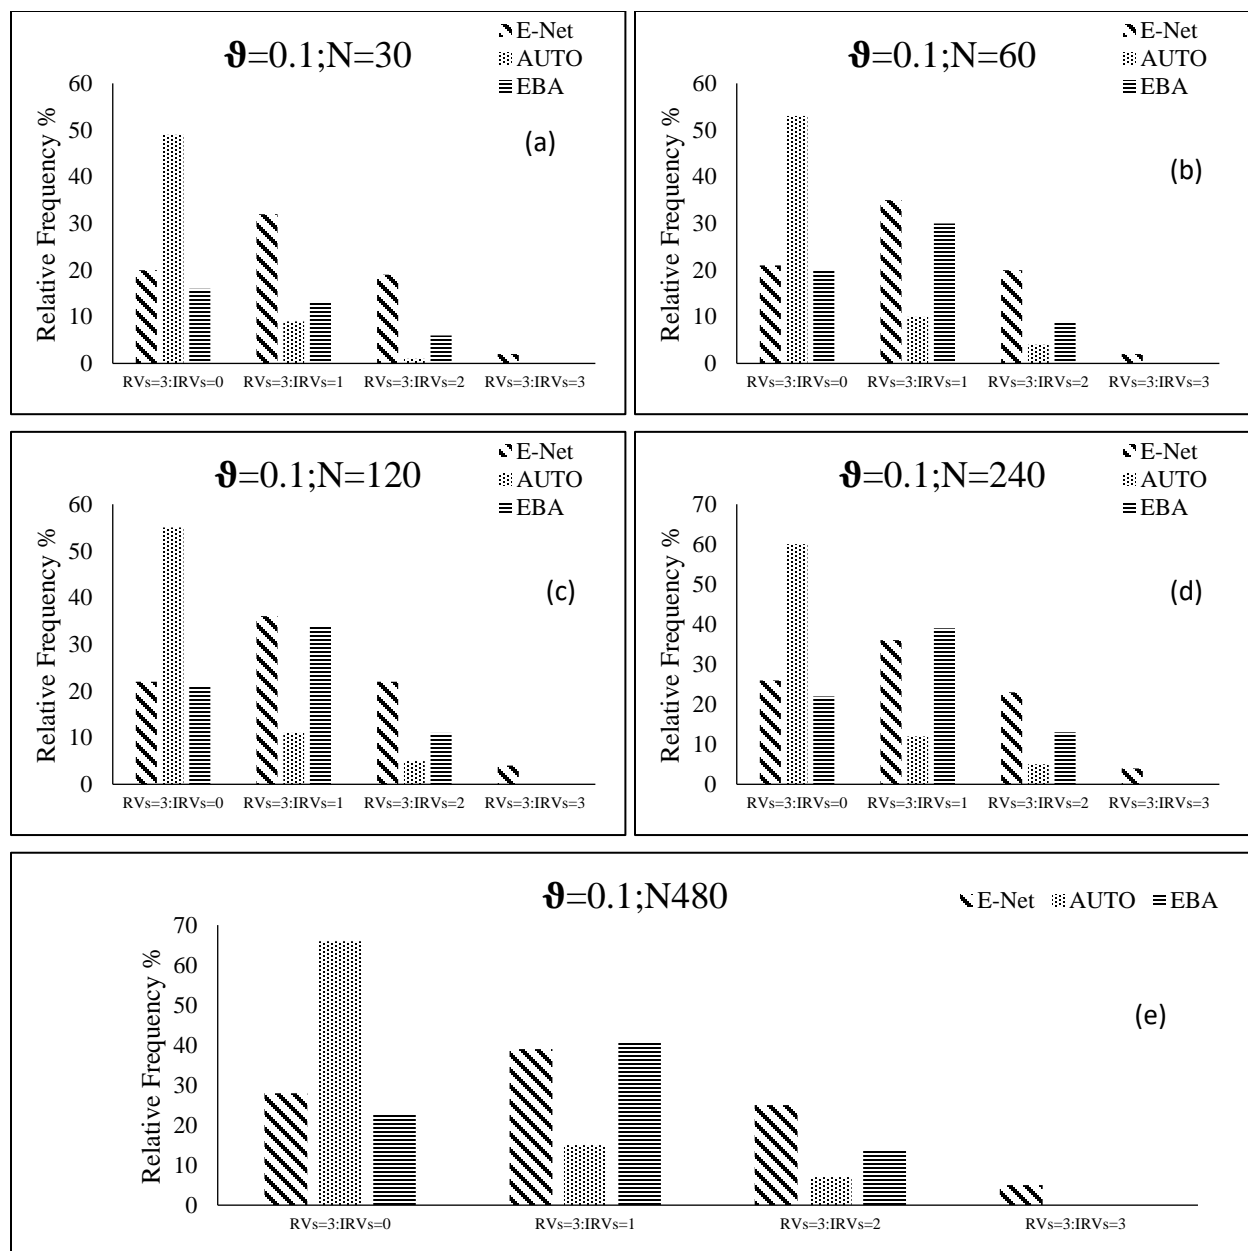 𝛝=0.1;N=30
E-Net
AUTO
EBA
Relative Frequency %
60
50
40
30
20
10
0
(a)
RVs=3:IRVs=0 RVs=3:IRVs=1 RVs=3:IRVs=2 RVs=3:IRVs=3
𝛝=0.1;N=60
E-Net
AUTO
EBA
Relative Frequency %
60
50
40
30
20
10
0
(b)
RVs=3:IRVs=0 RVs=3:IRVs=1 RVs=3:IRVs=2 RVs=3:IRVs=3
𝛝=0.1;N=120
E-Net
AUTO
EBA
Relative Frequency %
60
50
40
30
20
10
0
(c)
RVs=3:IRVs=0 RVs=3:IRVs=1 RVs=3:IRVs=2 RVs=3:IRVs=3
𝛝=0.1;N=240
E-Net
AUTO
EBA
Relative Frequency %
70
60
50
40
30
20
10
0
(d)
RVs=3:IRVs=0 RVs=3:IRVs=1 RVs=3:IRVs=2 RVs=3:IRVs=3
𝛝=0.1;N480
E-Net AUTO EBA
Relative Frequency %
70
60
50
40
30
20
10
0
(e)
RVs=3:IRVs=0 RVs=3:IRVs=1 RVs=3:IRVs=2 RVs=3:IRVs=3